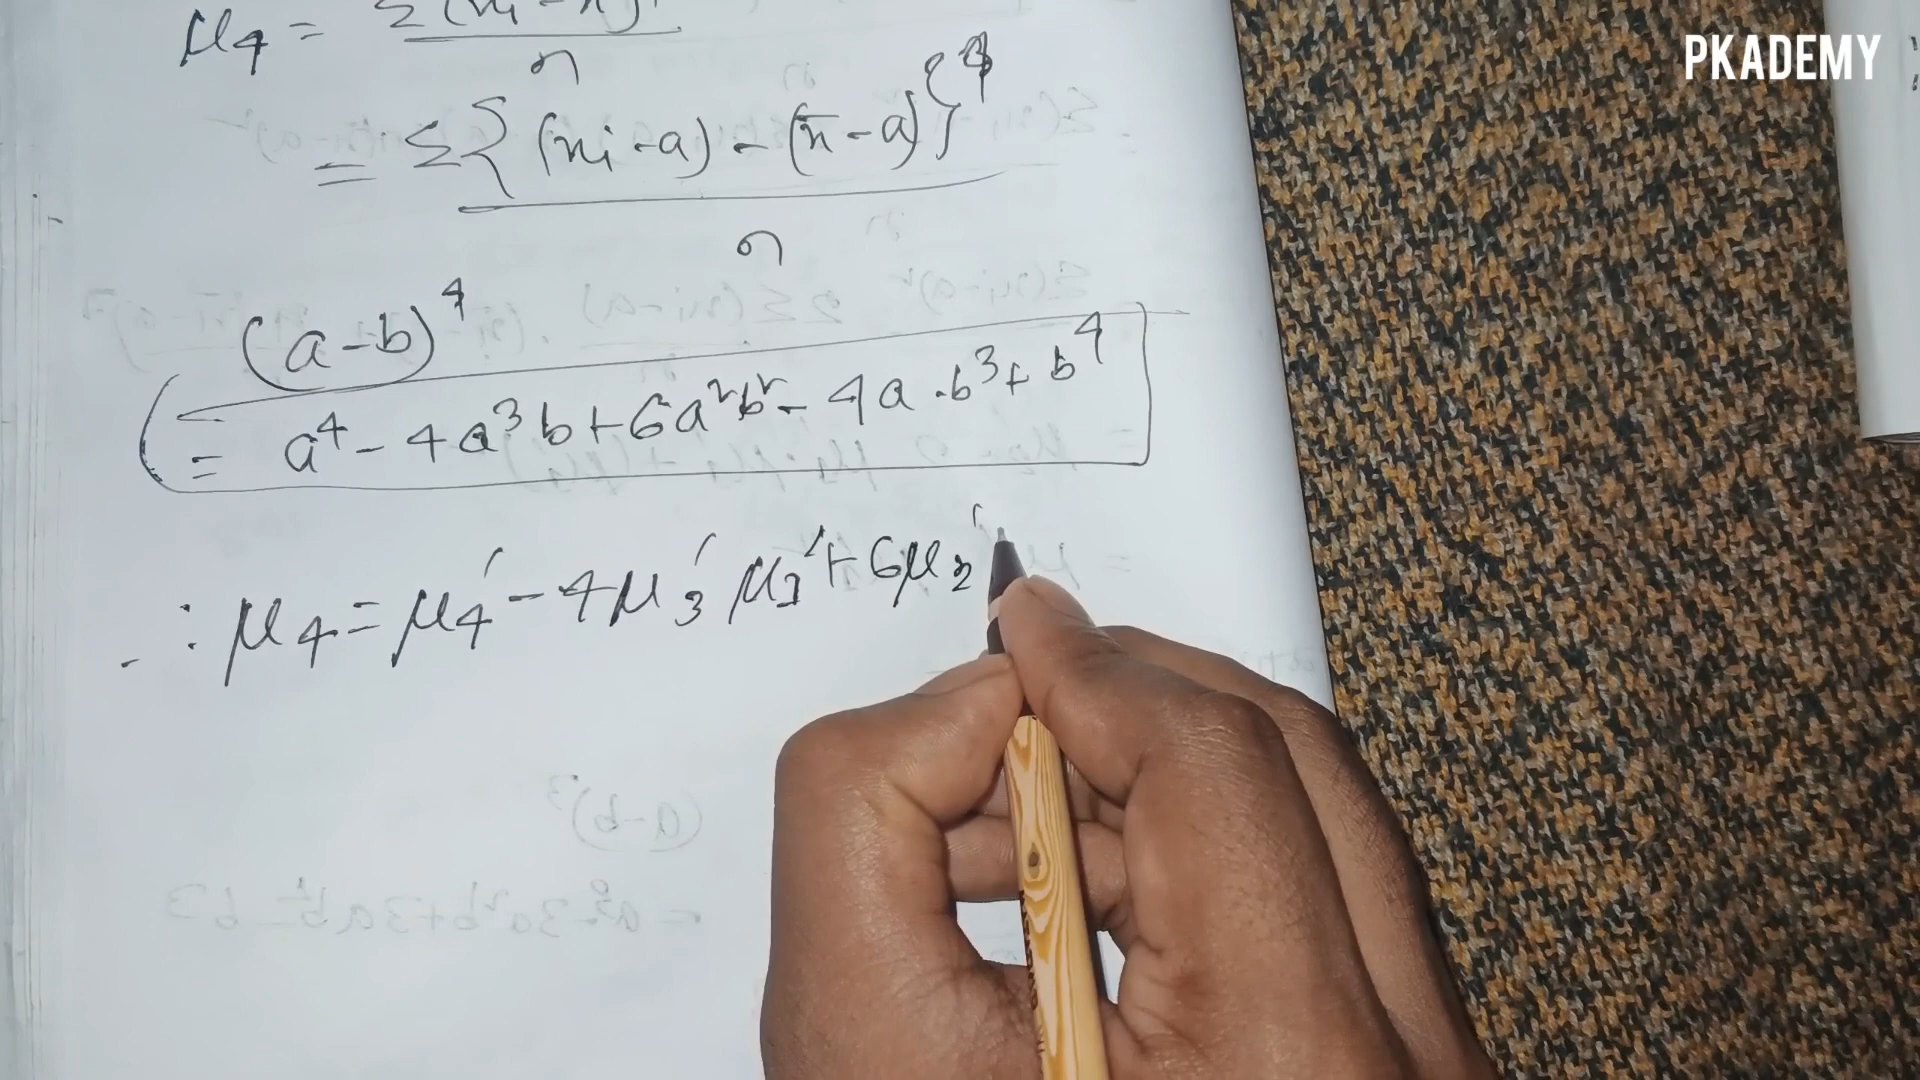 PKADEMY
μ4 = Σ(xi - x̄)4
n
= Σ{(xi - a) - (x̄ - a)}4
n
(a-b)4
= a4 - 4a3b + 6a2b2 - 4a.b3 + b4
∴ μ4 = μ4′ - 4μ3′ μ1′ + 6μ2′